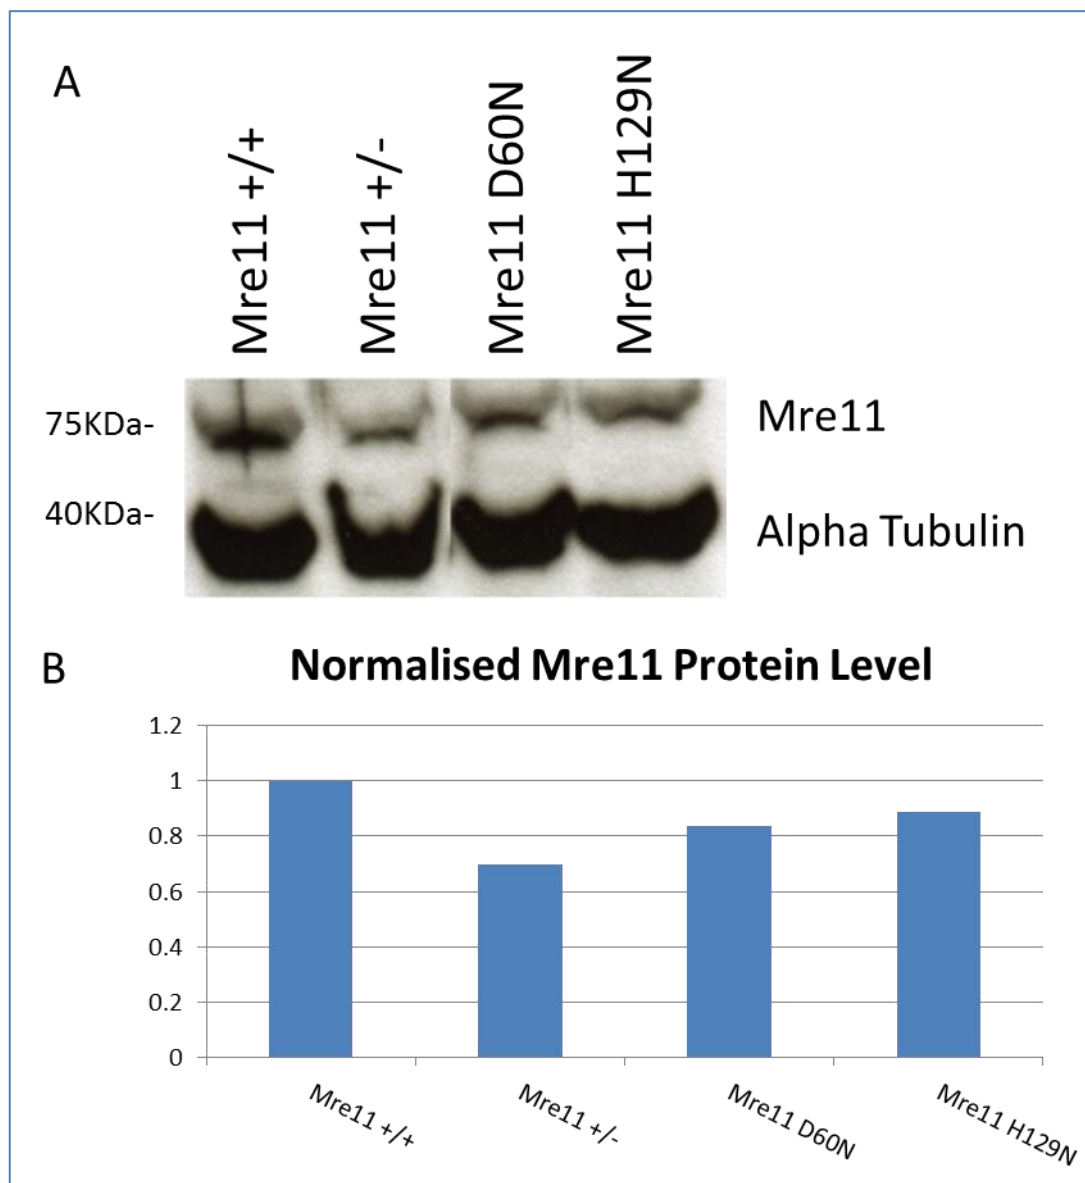 A
Mre11 +/+
Mre11 +/-
Mre11 D60N
Mre11 H129N
75KDa-
Mre11
40KDa-
Alpha Tubulin
B
Normalised Mre11 Protein Level
1.2
1
0.8
0.6
0.4
0.2
0
Mre11 +/+
Mre11 +/-
Mre11 D60N
Mre11 H129N